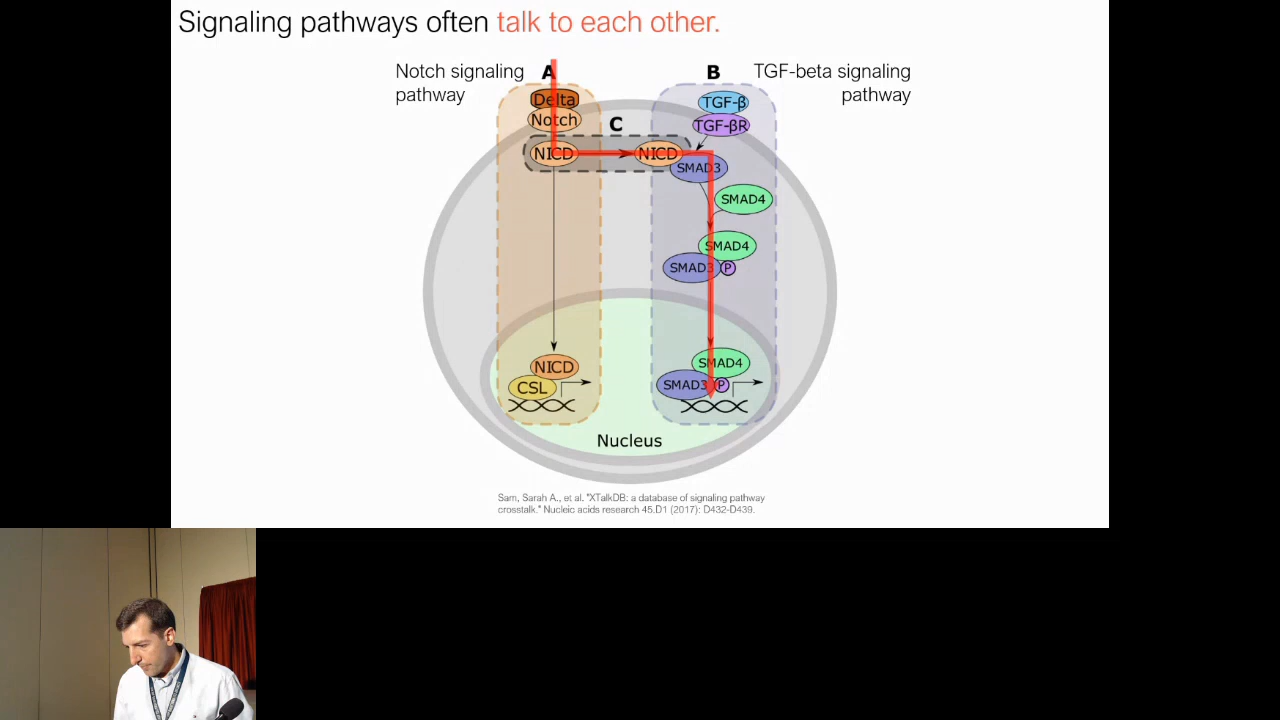 Signaling pathways often talk to each other.
Notch signaling
pathway
A
B
TGF-beta signaling
pathway
Delta
Notch
C
TGF-β
TGF-βR
NICD
NICD
SMAD3
SMAD4
SMAD4
SMAD3
P
NICD
CSL
SMAD4
SMAD3
P
Nucleus
Sam, Sarah A., et al. "XTalkDB: a database of signaling pathway
crosstalk." Nucleic acids research 45.D1 (2017): D432-D439.